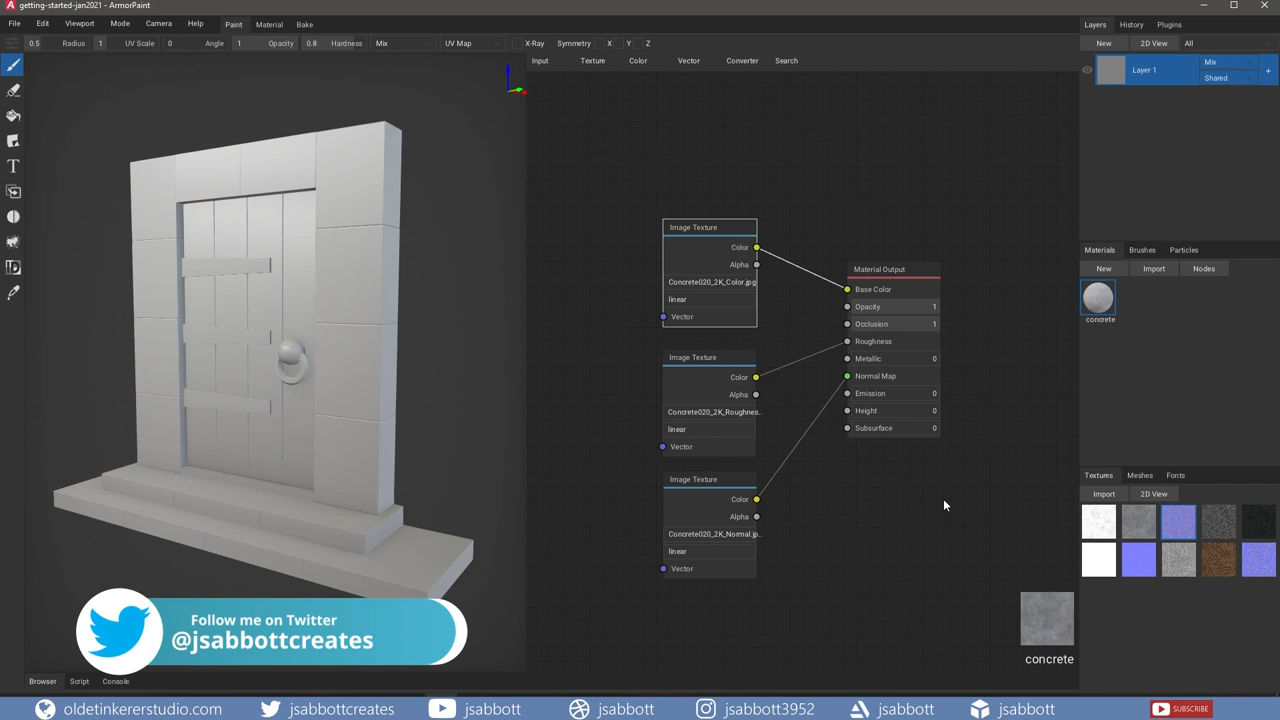 getting-started-jan2021 - ArmorPaint
File Edit Viewport Mode Camera Help Paint Material Bake
0.5 Radius 1 UV Scale 0 Angle 1 Opacity 0.8 Hardness Mix UV Map X-Ray Symmetry X Y Z
Input Texture Color Vector Converter Search
Layers History Plugins
New 2D View All
Layer 1 Mix
Shared +
Image Texture
Color
Alpha
Concrete020_2K_Color.jpg
linear
Vector
Image Texture
Color
Alpha
Concrete020_2K_Roughnes..
linear
Vector
Image Texture
Color
Alpha
Concrete020_2K_Normal.jp..
linear
Vector
Material Output
Base Color
Opacity 1
Occlusion 1
Roughness
Metallic 0
Normal Map
Emission 0
Height 0
Subsurface 0
Materials Brushes Particles
New Import Nodes
concrete
Textures Meshes Fonts
Import 2D View
concrete
Follow me on Twitter
@jsabbottcreates
Browser Script Console
oldetinkererstudio.com jsabbottcreates jsabbott jsabbott jsabbott3952 jsabbott jsabbott SUBSCRIBE